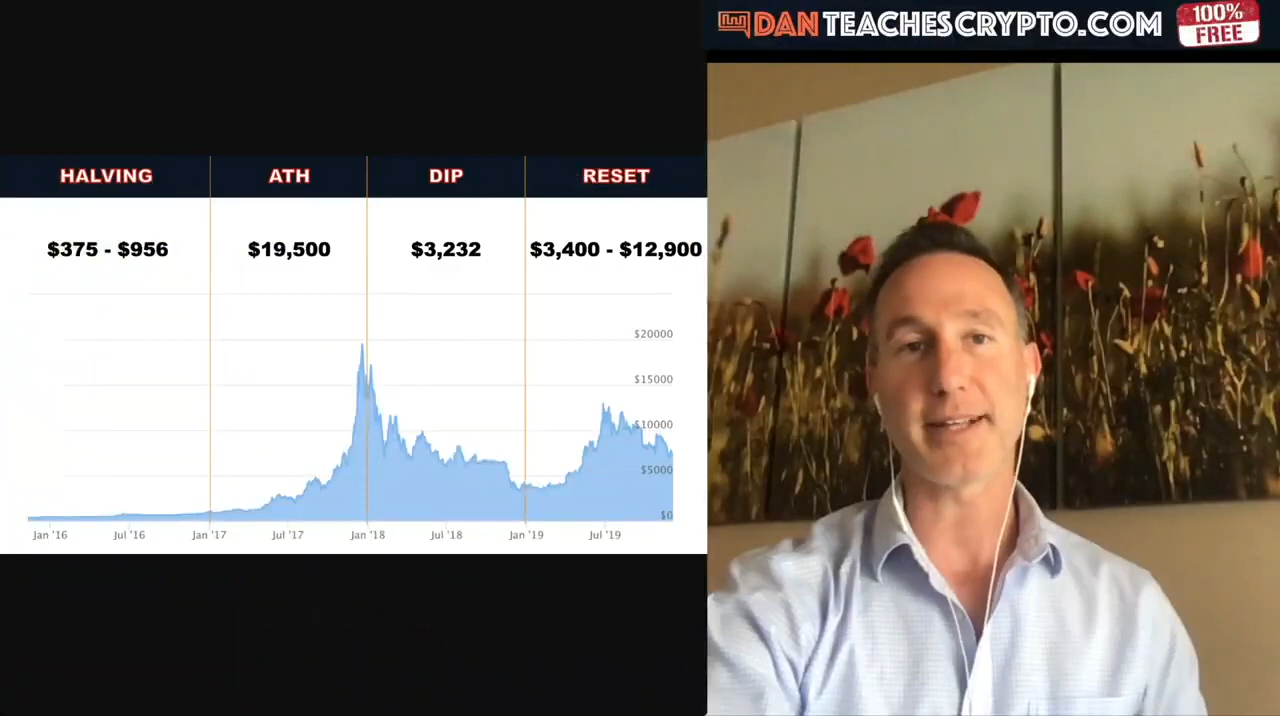 DANTEACHESCRYPTO.COM
100% FREE
HALVING ATH DIP RESET
$375 - $956 $19,500 $3,232 $3,400 - $12,900
$20000
$15000
$10000
$5000
$0
Jan '16 Jul '16 Jan '17 Jul '17 Jan '18 Jul '18 Jan '19 Jul '19